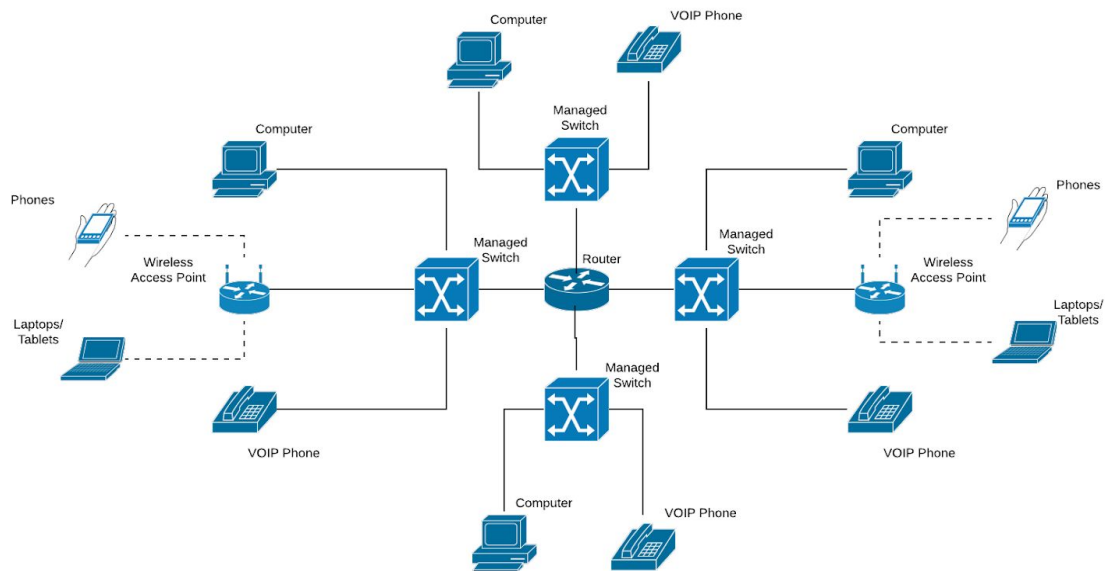 Computer
VOIP Phone
Managed
Switch
Computer
Computer
Phones
Phones
Wireless
Access Point
Managed
Switch
Router
Managed
Switch
Wireless
Access Point
Laptops/
Tablets
Laptops/
Tablets
Managed
Switch
VOIP Phone
VOIP Phone
Computer
VOIP Phone